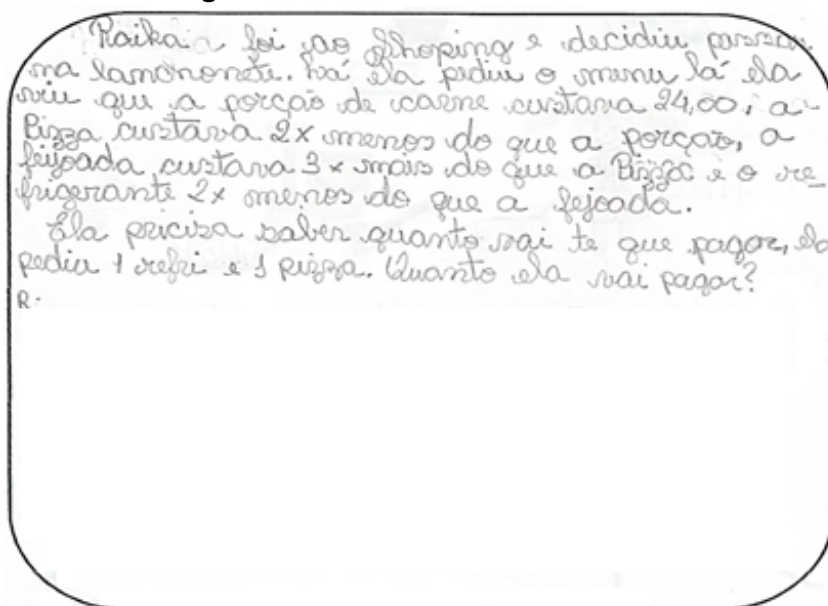 Raika foi ao Shoping e decidiu passar
na lanchonete. Lá ela pediu o menu lá ela
viu que a porção de carne custava 24,00, a
Pizza custava 2x menos do que a porção, a
feijoada custava 3x mais do que a Pizza e o re_
frigerante 2x menos do que a feijoada.
Ela precisa saber quanto vai te que pagar, ela
pediu 1 refri e 1 pizza. Quanto ela vai pagar?
R.